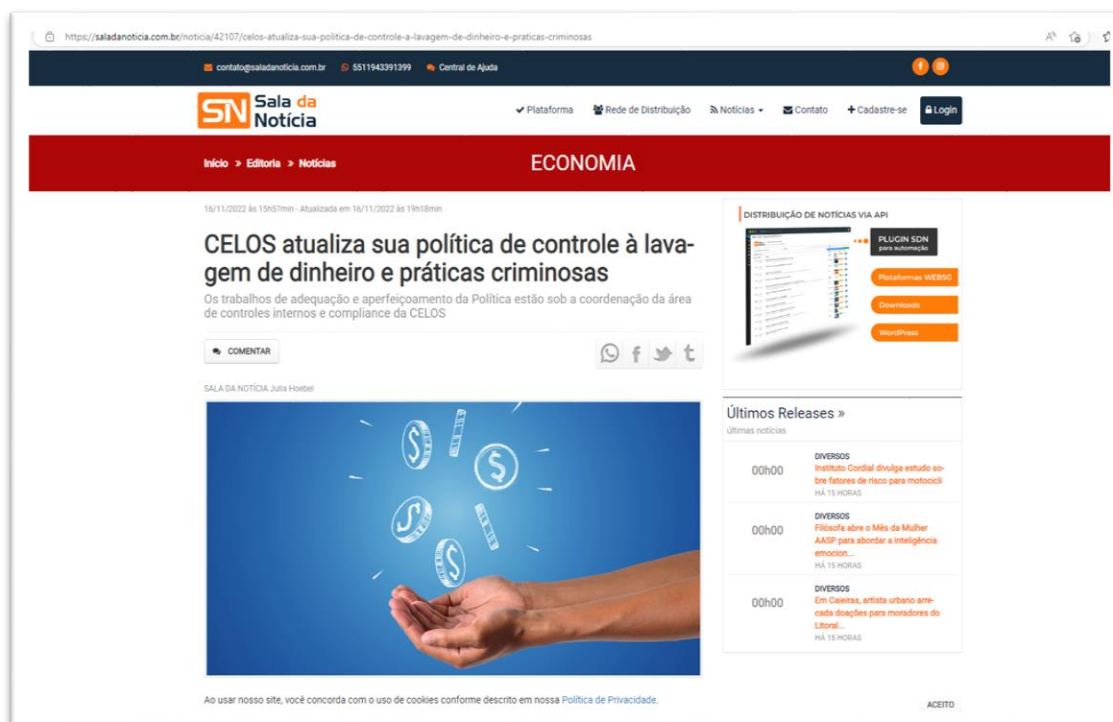 https://saladanoticia.com.br/noticia/42107/celos-atualiza-sua-politica-de-controle-a-lavagem-de-dinheiro-e-praticas-criminosas
contato@saladanoticia.com.br 5511943391399 Central de Ajuda
SN Sala da Notícia
Plataforma Rede de Distribuição Notícias Contato Cadastre-se Login
Início » Editoria » Notícias
ECONOMIA
16/11/2022 às 15h57min - Atualizada em 16/11/2022 às 19h18min
CELOS atualiza sua política de controle à lava-
gem de dinheiro e práticas criminosas
Os trabalhos de adequação e aperfeiçoamento da Política estão sob a coordenação da área
de controles internos e compliance da CELOS
COMENTAR
SALA DA NOTÍCIA Julia Hoebel
Ao usar nosso site, você concorda com o uso de cookies conforme descrito em nossa Política de Privacidade.
ACEITO
DISTRIBUIÇÃO DE NOTÍCIAS VIA API
PLUGIN SDN
para automação
Plataformas WEBSG
Downloads
WordPress
Últimos Releases »
últimas notícias
00h00
DIVERSOS
Instituto Cordial divulga estudo so-
bre fatores de risco para motocicli
HÁ 15 HORAS
00h00
DIVERSOS
Filósofa abre o Mês da Mulher
AASP para abordar a inteligência
emocion...
HÁ 15 HORAS
00h00
DIVERSOS
Em Caieiras, artista urbano arre-
cada doações para moradores do
Litoral...
HÁ 15 HORAS